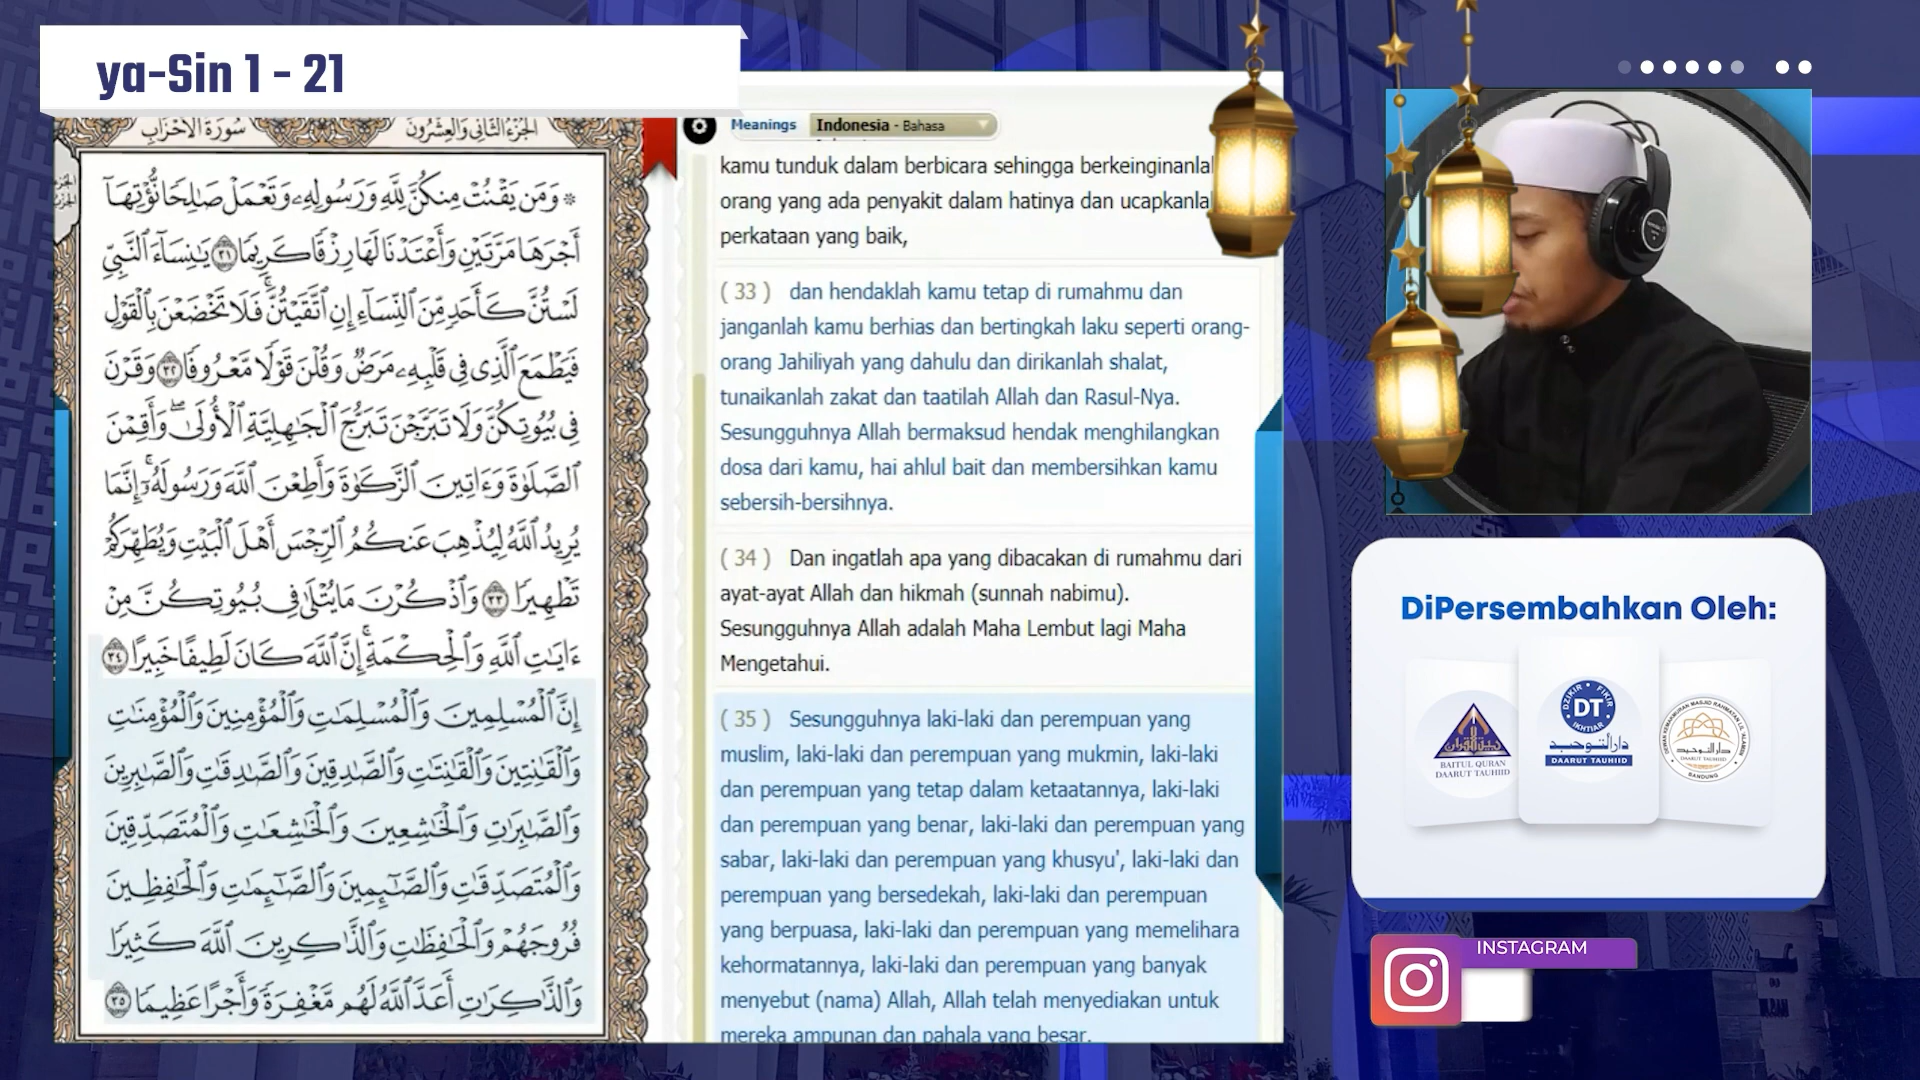 ya-Sin 1 - 21
سُورَةُ الأَحْزَابِ
الجُزْءُ الثَّانِي وَالعِشْرُونَ
۞ وَمَن يَقْنُتْ مِنكُنَّ لِلَّهِ وَرَسُولِهِۦ وَتَعْمَلْ صَٰلِحًا نُّؤْتِهَآ
أَجْرَهَا مَرَّتَيْنِ وَأَعْتَدْنَا لَهَا رِزْقًا كَرِيمًا ٣١ يَٰنِسَآءَ ٱلنَّبِيِّ
لَسْتُنَّ كَأَحَدٍ مِّنَ ٱلنِّسَآءِ إِنِ ٱتَّقَيْتُنَّ ۚ فَلَا تَخْضَعْنَ بِٱلْقَوْلِ
فَيَطْمَعَ ٱلَّذِى فِى قَلْبِهِۦ مَرَضٌ وَقُلْنَ قَوْلًا مَّعْرُوفًا ٣٢ وَقَرْنَ
فِى بُيُوتِكُنَّ وَلَا تَبَرَّجْنَ تَبَرُّجَ ٱلْجَٰهِلِيَّةِ ٱلْأُولَىٰ ۖ وَأَقِمْنَ
ٱلصَّلَوٰةَ وَءَاتِينَ ٱلزَّكَوٰةَ وَأَطِعْنَ ٱللَّهَ وَرَسُولَهُۥٓ ۚ إِنَّمَا
يُرِيدُ ٱللَّهُ لِيُذْهِبَ عَنكُمُ ٱلرِّجْسَ أَهْلَ ٱلْبَيْتِ وَيُطَهِّرَكُمْ
تَطْهِيرًا ٣٣ وَٱذْكُرْنَ مَا يُتْلَىٰ فِى بُيُوتِكُنَّ مِنْ
ءَايَٰتِ ٱللَّهِ وَٱلْحِكْمَةِ ۚ إِنَّ ٱللَّهَ كَانَ لَطِيفًا خَبِيرًا ٣٤
إِنَّ ٱلْمُسْلِمِينَ وَٱلْمُسْلِمَٰتِ وَٱلْمُؤْمِنِينَ وَٱلْمُؤْمِنَٰتِ
وَٱلْقَٰنِتِينَ وَٱلْقَٰنِتَٰتِ وَٱلصَّٰدِقِينَ وَٱلصَّٰدِقَٰتِ وَٱلصَّٰبِرِينَ
وَٱلصَّٰبِرَٰتِ وَٱلْخَٰشِعِينَ وَٱلْخَٰشِعَٰتِ وَٱلْمُتَصَدِّقِينَ
وَٱلْمُتَصَدِّقَٰتِ وَٱلصَّٰٓئِمِينَ وَٱلصَّٰٓئِمَٰتِ وَٱلْحَٰفِظِينَ
فُرُوجَهُمْ وَٱلْحَٰفِظَٰتِ وَٱلذَّٰكِرِينَ ٱللَّهَ كَثِيرًا
وَٱلذَّٰكِرَٰتِ أَعَدَّ ٱللَّهُ لَهُم مَّغْفِرَةً وَأَجْرًا عَظِيمًا ٣٥
Meanings Indonesia - Bahasa
kamu tunduk dalam berbicara sehingga
orang yang ada penyakit dalam hatinya dan
perkataan yang baik,
( 33 ) dan hendaklah kamu tetap di rumahmu dan
janganlah kamu berhias dan bertingkah laku seperti orang-
orang Jahiliyah yang dahulu dan dirikanlah shalat,
tunaikanlah zakat dan taatilah Allah dan Rasul-Nya.
Sesungguhnya Allah bermaksud hendak menghilangkan
dosa dari kamu, hai ahlul bait dan membersihkan kamu
sebersih-bersihnya.
( 34 ) Dan ingatlah apa yang dibacakan di rumahmu dari
ayat-ayat Allah dan hikmah (sunnah nabimu).
Sesungguhnya Allah adalah Maha Lembut lagi Maha
Mengetahui.
( 35 ) Sesungguhnya laki-laki dan perempuan yang
muslim, laki-laki dan perempuan yang mukmin, laki-laki
dan perempuan yang tetap dalam ketaatannya, laki-laki
dan perempuan yang benar, laki-laki dan perempuan yang
sabar, laki-laki dan perempuan yang khusyu', laki-laki dan
perempuan yang bersedekah, laki-laki dan perempuan
yang berpuasa, laki-laki dan perempuan yang memelihara
kehormatannya, laki-laki dan perempuan yang banyak
menyebut (nama) Allah, Allah telah menyediakan untuk
mereka ampunan dan pahala yang besar.
DiPersembahkan Oleh:
BAITUL QURAN
DAARUT TAUHIID
DZIKIR • FIKIR
DT
IKHTIAR
دار التوحيد
DAARUT TAUHIID
دار التوحيد
DAARUT TAUHIID
BANDUNG
INSTAGRAM